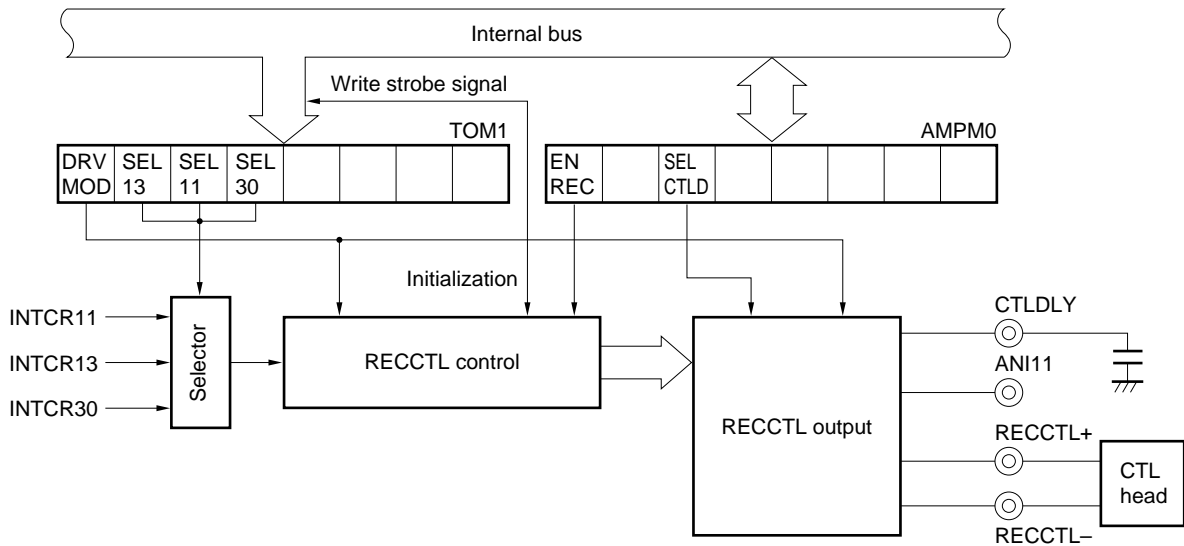 Internal bus
Write strobe signal
TOM1
AMPM0
DRV
MOD
SEL
13
SEL
11
SEL
30
EN
REC
SEL
CTLD
Initialization
INTCR11
INTCR13
INTCR30
Selector
RECCTL control
RECCTL output
CTLDLY
ANI11
RECCTL+
CTL
head
RECCTL–